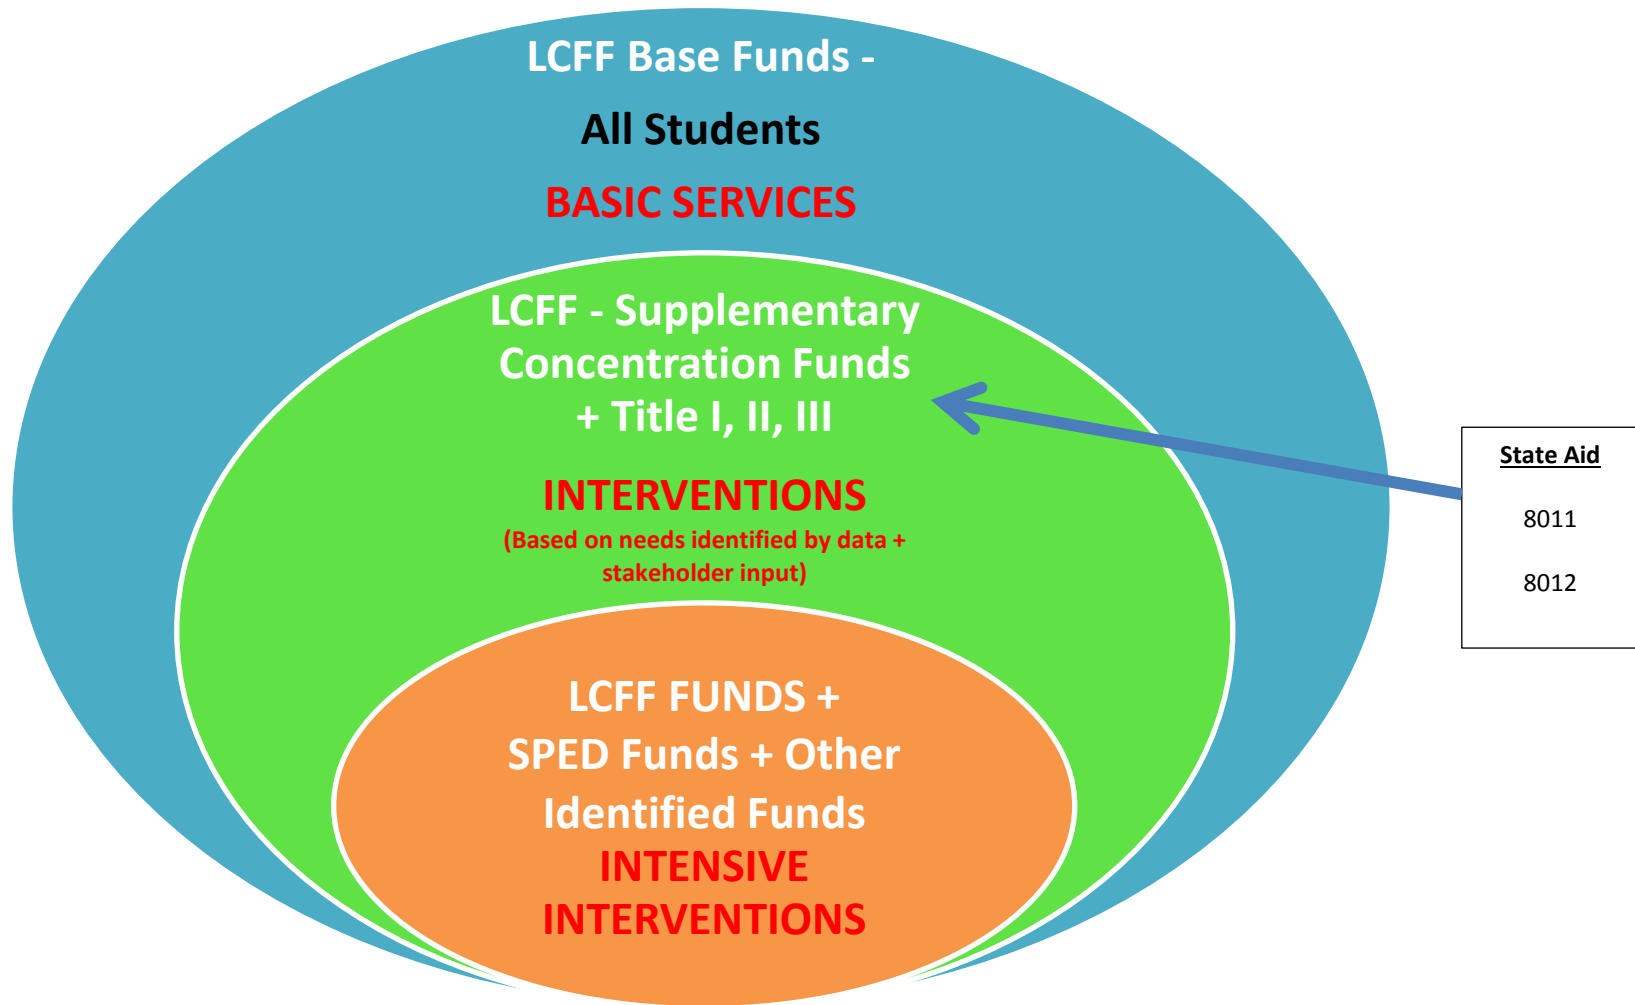 LCFF Base Funds -
All Students
BASIC SERVICES
LCFF - Supplementary
Concentration Funds
+ Title I, II, III
INTERVENTIONS
(Based on needs identified by data +
stakeholder input)
LCFF FUNDS +
SPED Funds + Other
Identified Funds
INTENSIVE
INTERVENTIONS
State Aid
8011
8012